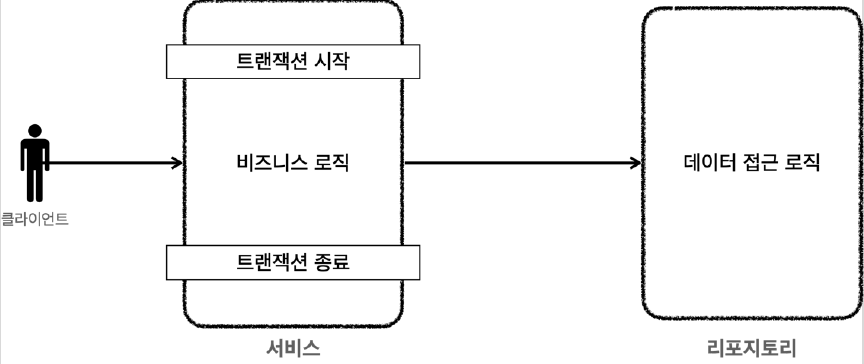 트랜잭션 시작
비즈니스 로직
데이터 접근 로직
클라이언트
트랜잭션 종료
서비스
리포지토리